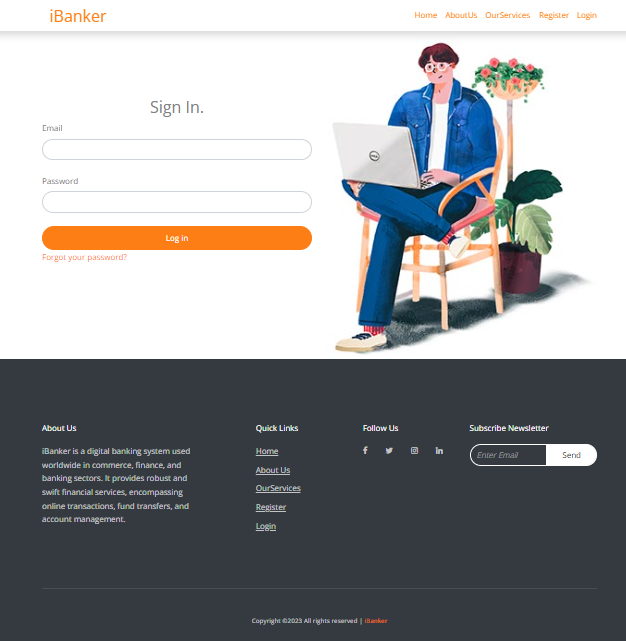 iBanker
Home AboutUs OurServices Register Login
Sign In.
Email
Password
Log in
Forgot your password?
DELL
About Us
iBanker is a digital banking system used
worldwide in commerce, finance, and
banking sectors. It provides robust and
swift financial services, encompassing
online transactions, fund transfers, and
account management.
Quick Links
Home
About Us
OurServices
Register
Login
Follow Us
Subscribe Newsletter
Enter Email Send
Copyright ©2023 All rights reserved | iBanker